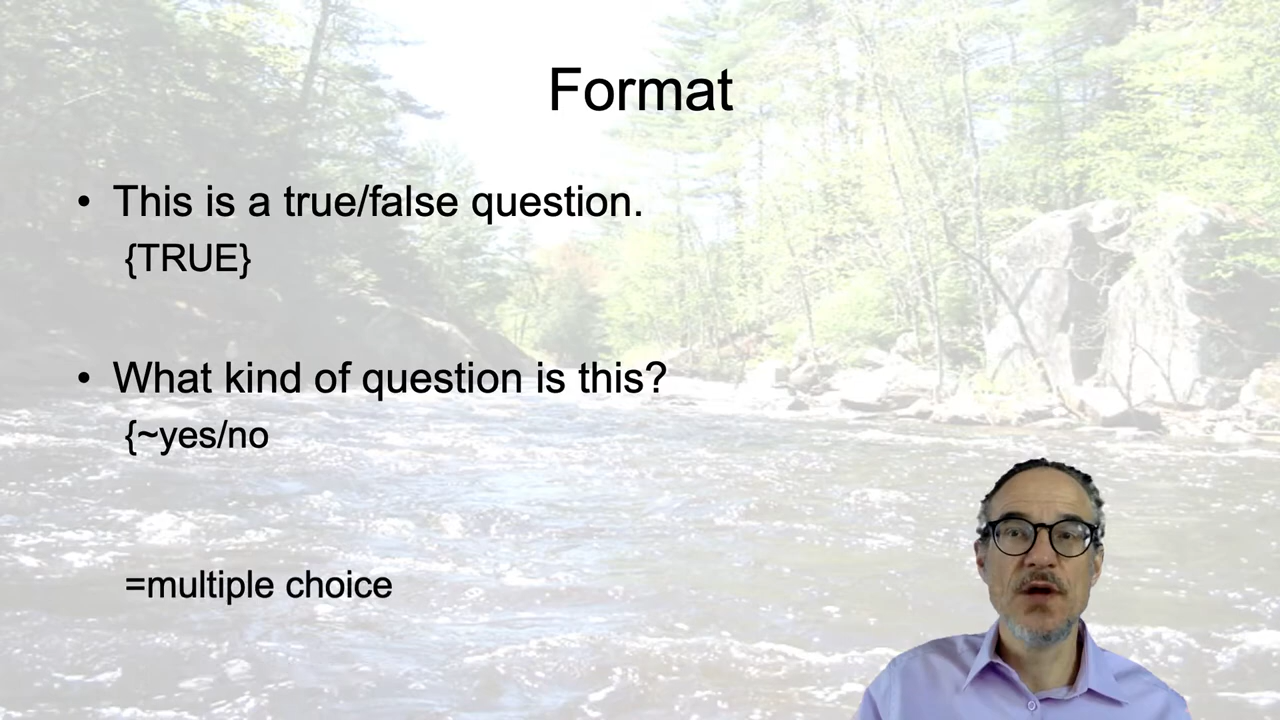 Format
• This is a true/false question.
{TRUE}
• What kind of question is this?
{~yes/no
=multiple choice